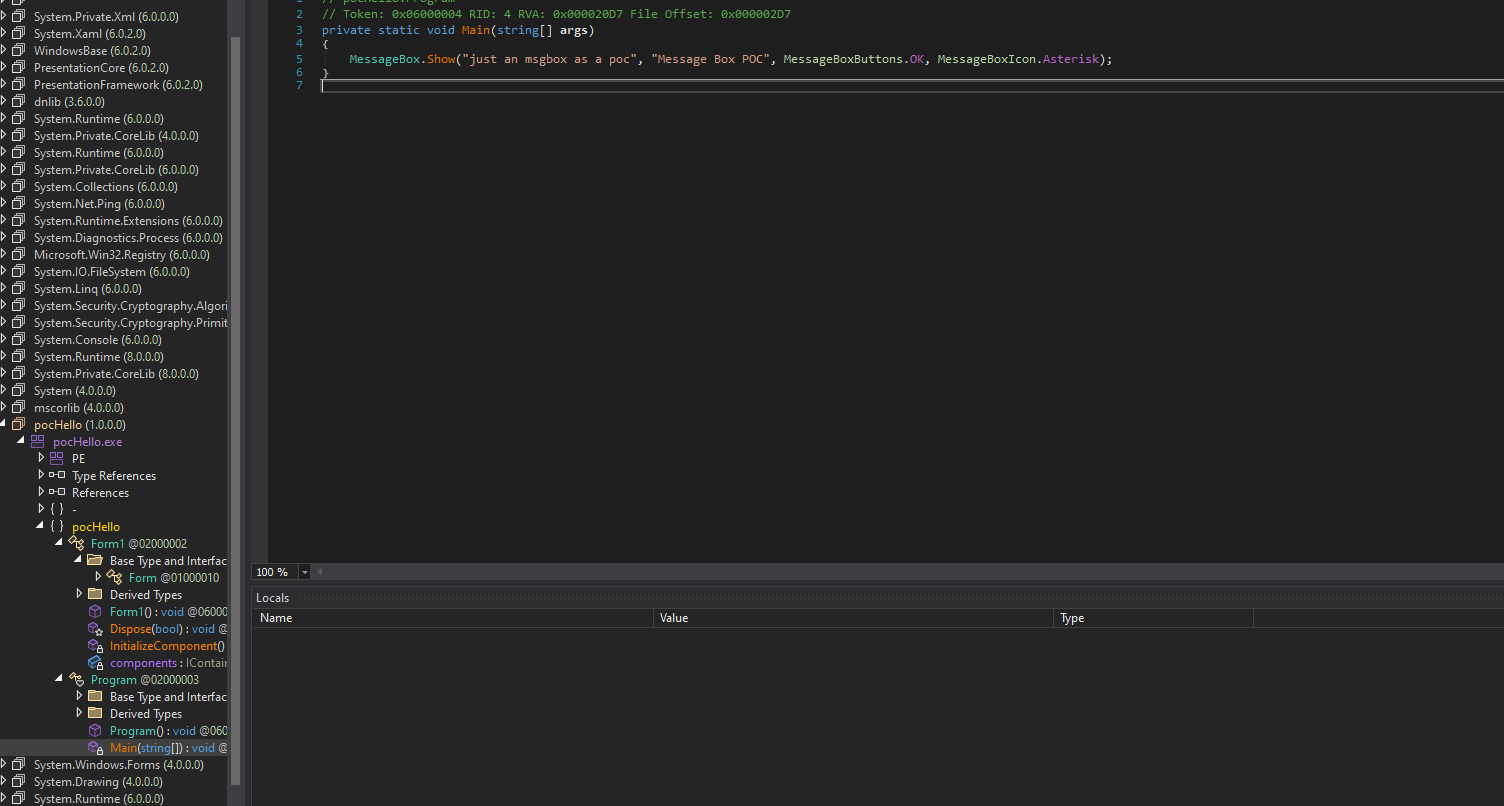 System.Private.Xml (6.0.0.0)
System.Xaml (6.0.2.0)
WindowsBase (6.0.2.0)
PresentationCore (6.0.2.0)
PresentationFramework (6.0.2.0)
dnlib (3.6.0.0)
System.Runtime (6.0.0.0)
System.Private.CoreLib (4.0.0.0)
System.Runtime (6.0.0.0)
System.Private.CoreLib (6.0.0.0)
System.Collections (6.0.0.0)
System.Net.Ping (6.0.0.0)
System.Runtime.Extensions (6.0.0.0)
System.Diagnostics.Process (6.0.0.0)
Microsoft.Win32.Registry (6.0.0.0)
System.IO.FileSystem (6.0.0.0)
System.Linq (6.0.0.0)
System.Security.Cryptography.Algori
System.Security.Cryptography.Primit
System.Console (6.0.0.0)
System.Runtime (8.0.0.0)
System.Private.CoreLib (8.0.0.0)
System (4.0.0.0)
mscorlib (4.0.0.0)
pocHello (1.0.0.0)
pocHello.exe
PE
Type References
References
{ } -
{ } pocHello
Form1 @02000002
Base Type and Interfac
Form @01000010
Derived Types
Form1() : void @0600
Dispose(bool) : void @
InitializeComponent()
components : IContain
Program @02000003
Base Type and Interfac
Derived Types
Program() : void @060
Main(string[]) : void @
System.Windows.Forms (4.0.0.0)
System.Drawing (4.0.0.0)
System.Runtime (6.0.0.0)
1 // pocHello.Program
2 // Token: 0x06000004 RID: 4 RVA: 0x000020D7 File Offset: 0x000002D7
3 private static void Main(string[] args)
4 {
5 MessageBox.Show("just an msgbox as a poc", "Message Box POC", MessageBoxButtons.OK, MessageBoxIcon.Asterisk);
6 }
7
100 %
Locals
Name Value Type